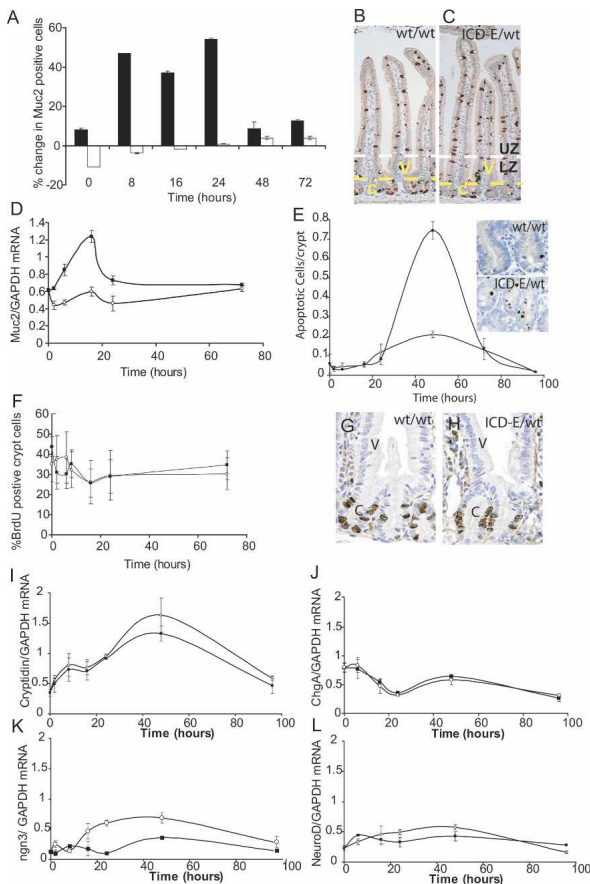 A
% change in Muc2 positive cells
60
40
20
0
-20
0 8 16 24 48 72
Time (hours)
B
wt/wt
V
C
C
ICD-E/wt
UZ
V LZ
C
D
Muc2/GAPDH mRNA
1.6
1.4
1.2
1
0.8
0.6
0.4
0.2
0
0 20 40 60 80
Time (hours)
E
Apoptotic Cells/crypt
0.8
0.7
0.6
0.5
0.4
0.3
0.2
0.1
0
0 20 40 60 80 100
Time (hours)
wt/wt
ICD-E/wt
F
%BrdU postive crypt cells
60
50
40
30
20
10
0
0 20 40 60 80
Time (hours)
G
wt/wt
V
C
H
ICD-E/wt
V
C
I
Cryptidin/GAPDH mRNA
2
1.5
1
0.5
0
0 20 40 60 80 100
Time (hours)
J
ChgA/GAPDH mRNA
2
1.5
1
0.5
0
0 20 40 60 80 100
Time (hours)
K
ngn3/ GAPDH mRNA
2
1.5
1
0.5
0
0 20 40 60 80 100
Time (hours)
L
NeuroD/GAPDH mRNA
2
1.5
1
0.5
0
0 20 40 60 80 100
Time (hours)